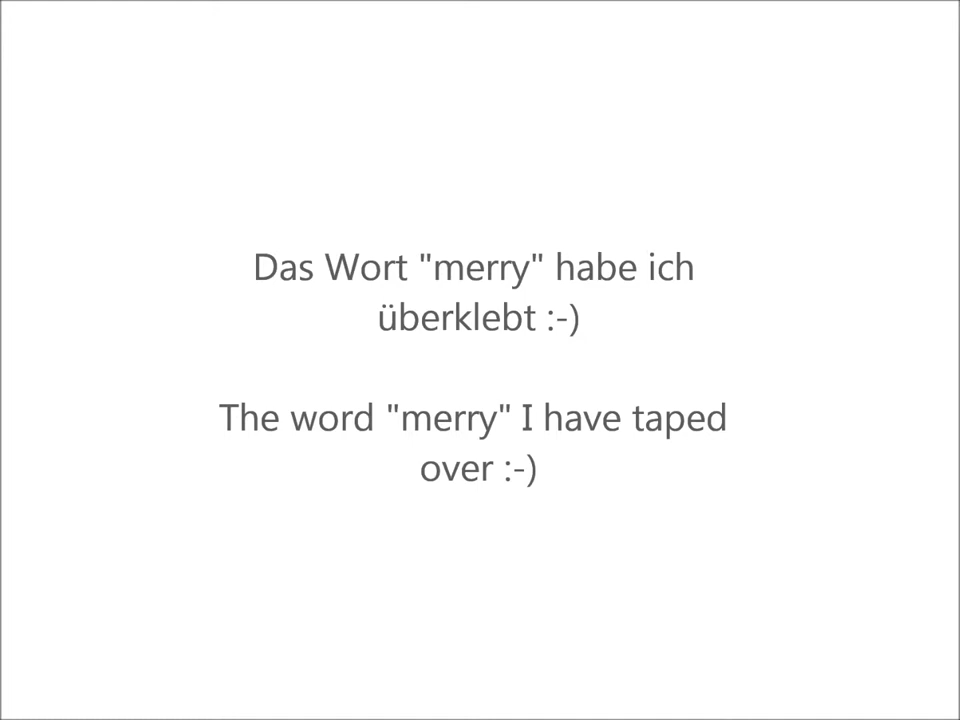 Das Wort "merry" habe ich
überklebt :-)
The word "merry" I have taped
over :-)